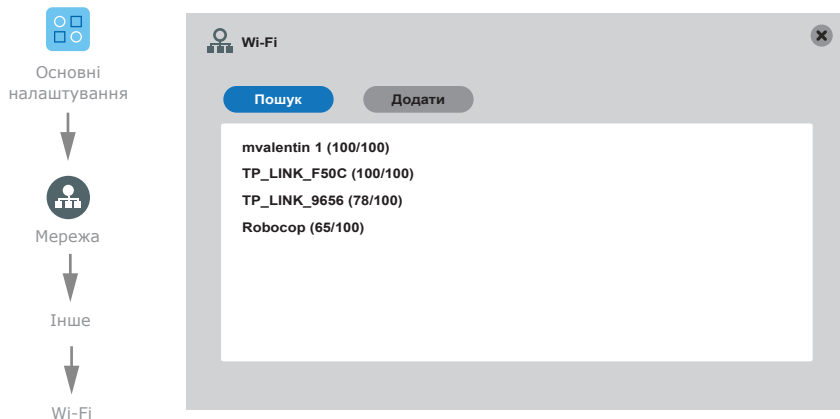 Основні
налаштування
Мережа
Інше
Wi-Fi
Wi-Fi
Пошук
Додати
mvalentin 1 (100/100)
TP_LINK_F50C (100/100)
TP_LINK_9656 (78/100)
Robocop (65/100)